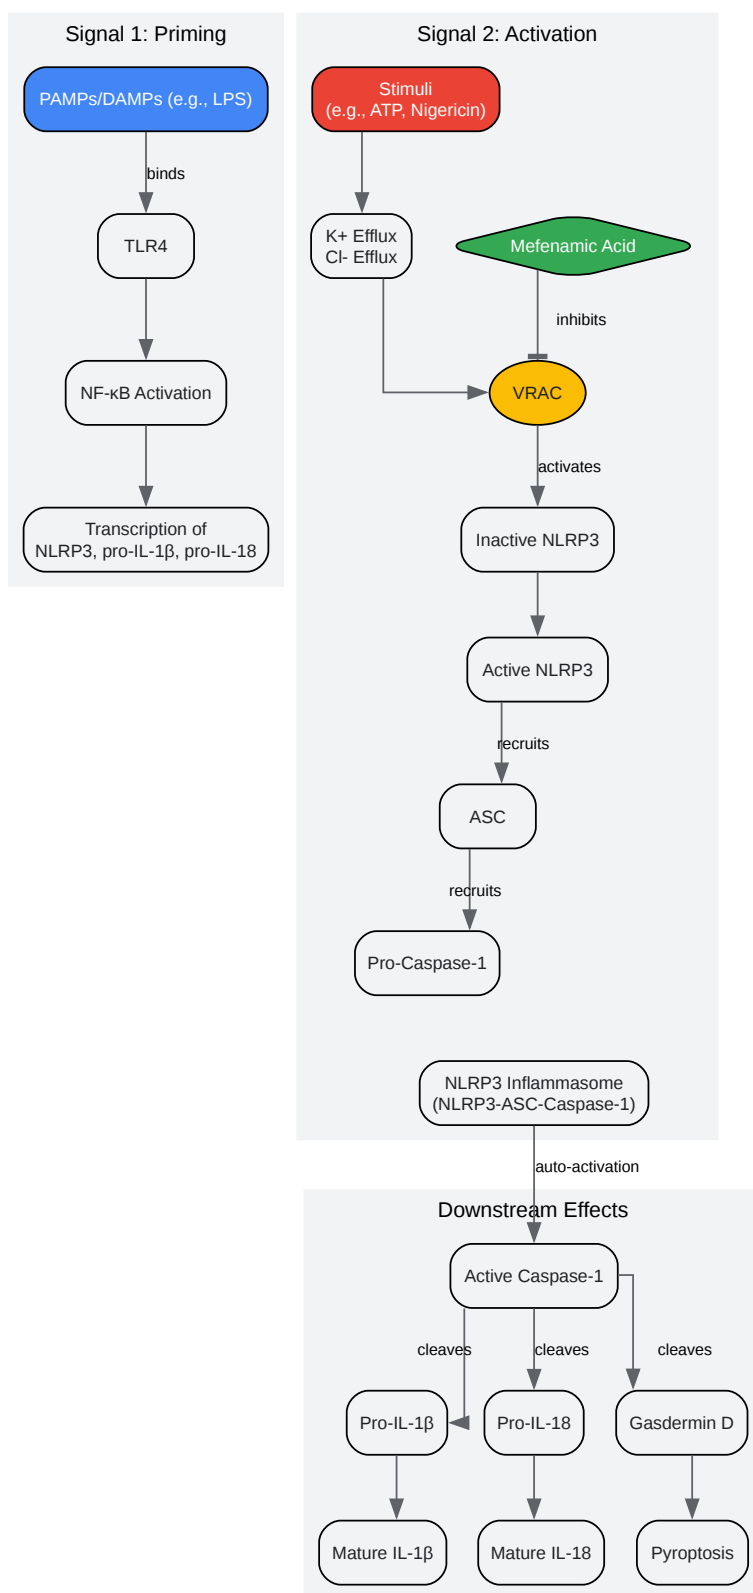 Signal 1: Priming
PAMPs/DAMPs (e.g., LPS)
binds
TLR4
NF-κB Activation
Transcription of
NLRP3, pro-IL-1β, pro-IL-18
Signal 2: Activation
Stimuli
(e.g., ATP, Nigericin)
K+ Efflux
Cl- Efflux
Mefenamic Acid
inhibits
VRAC
activates
Inactive NLRP3
Active NLRP3
recruits
ASC
recruits
Pro-Caspase-1
NLRP3 Inflammasome
(NLRP3-ASC-Caspase-1)
auto-activation
Downstream Effects
Active Caspase-1
cleaves
cleaves
cleaves
Pro-IL-1β
Pro-IL-18
Gasdermin D
Mature IL-1β
Mature IL-18
Pyroptosis